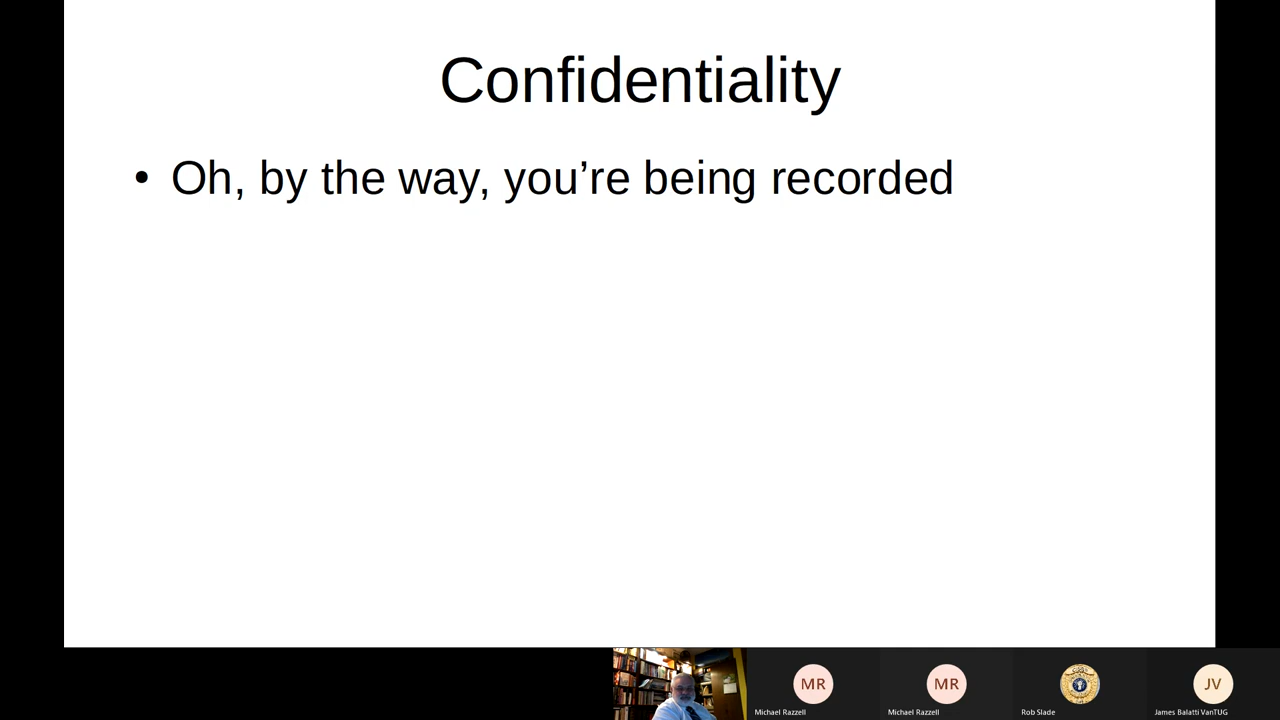 Confidentiality
• Oh, by the way, you’re being recorded
MR
MR
JV
Michael Razzell
Michael Razzell
Rob Slade
James Balatti VanTUG